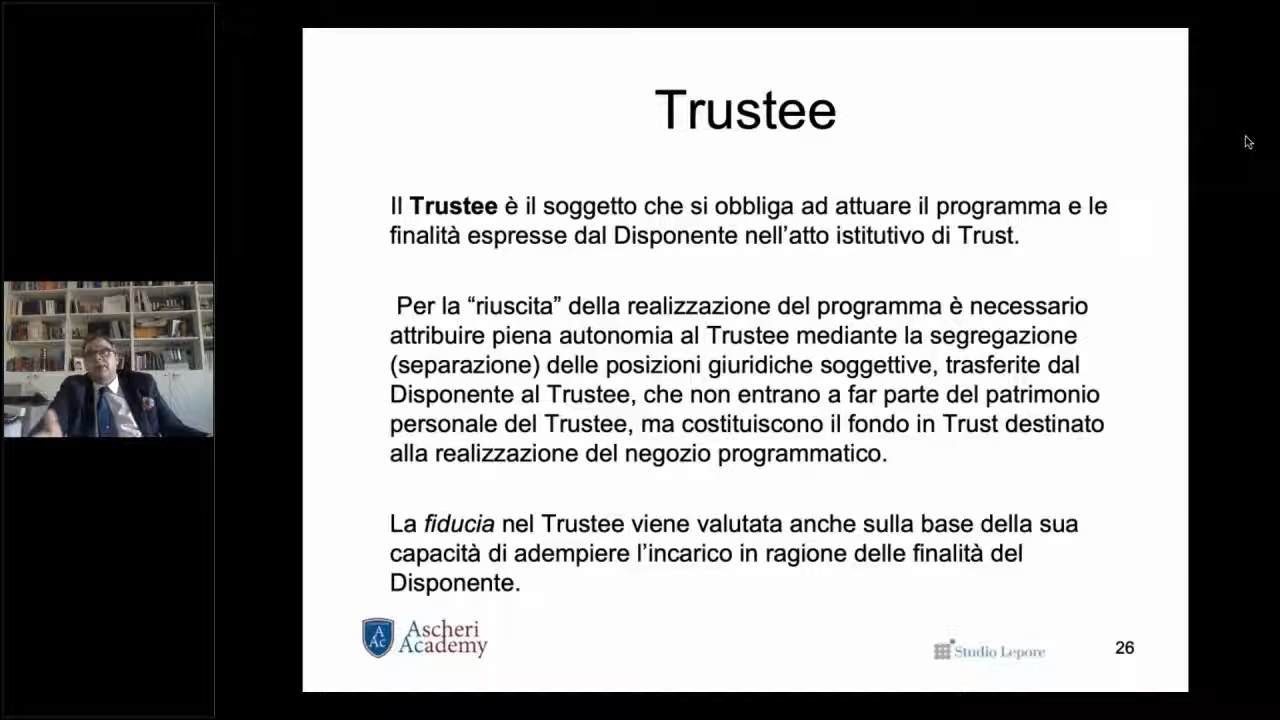 Trustee
Il Trustee è il soggetto che si obbliga ad attuare il programma e le
finalità espresse dal Disponente nell’atto istitutivo di Trust.
Per la “riuscita” della realizzazione del programma è necessario
attribuire piena autonomia al Trustee mediante la segregazione
(separazione) delle posizioni giuridiche soggettive, trasferite dal
Disponente al Trustee, che non entrano a far parte del patrimonio
personale del Trustee, ma costituiscono il fondo in Trust destinato
alla realizzazione del negozio programmatico.
La fiducia nel Trustee viene valutata anche sulla base della sua
capacità di adempiere l’incarico in ragione delle finalità del
Disponente.
A
Ac
Ascheri
Academy
Studio Lepore
26